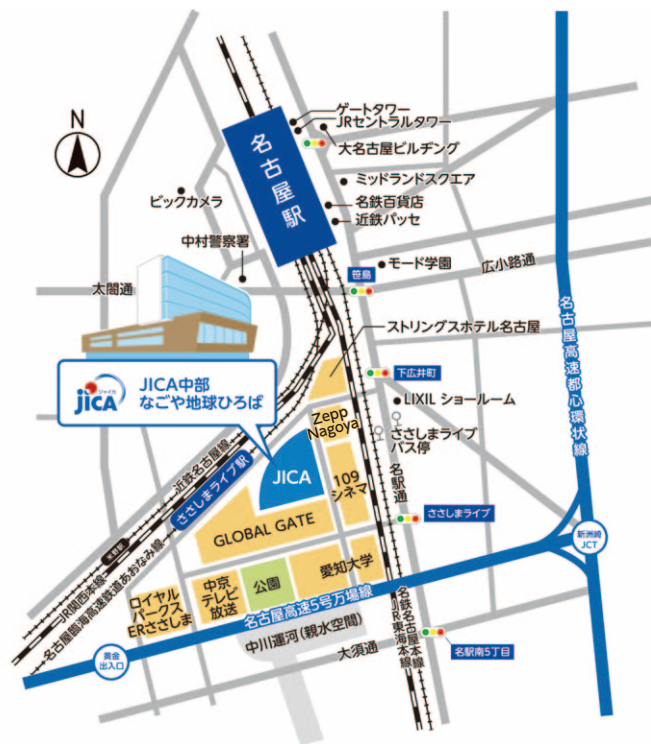 N
ゲートタワー
JRセントラルタワー
大名古屋ビルヂング
名古屋駅
ミッドランドスクエア
ビックカメラ
名鉄百貨店
近鉄パッセ
中村警察署
モード学園
広小路通
笹島
太閤通
名古屋高速都心環状線
ストリングスホテル名古屋
下広井町
ジャイカ
jICA
JICA中部
なごや地球ひろば
LIXIL ショールーム
Zepp
Nagoya
ささしまライブ
バス停
近鉄名古屋線
ささしまライブ駅
JICA
109
シネマ
名駅通
GLOBAL GATE
ささしまライブ
新洲崎
JCT
米野駅
JR関西本線
名古屋臨海高速鉄道あおなみ線
愛知大学
公園
中京
テレビ
放送
ロイヤル
パークス
ERささしま
名古屋高速5号万場線
中川運河(親水空間)
名鉄名古屋本線
JR東海本線
名駅南5丁目
大須通
黄金
出入口